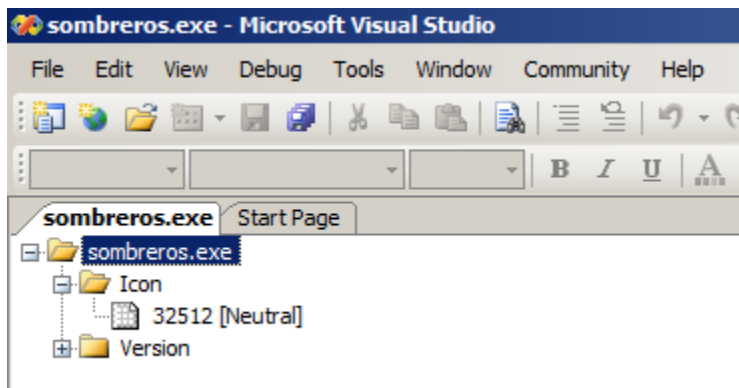 sombreros.exe - Microsoft Visual Studio
File Edit View Debug Tools Window Community Help
B I U A
sombreros.exe Start Page
sombreros.exe
Icon
32512 [Neutral]
Version